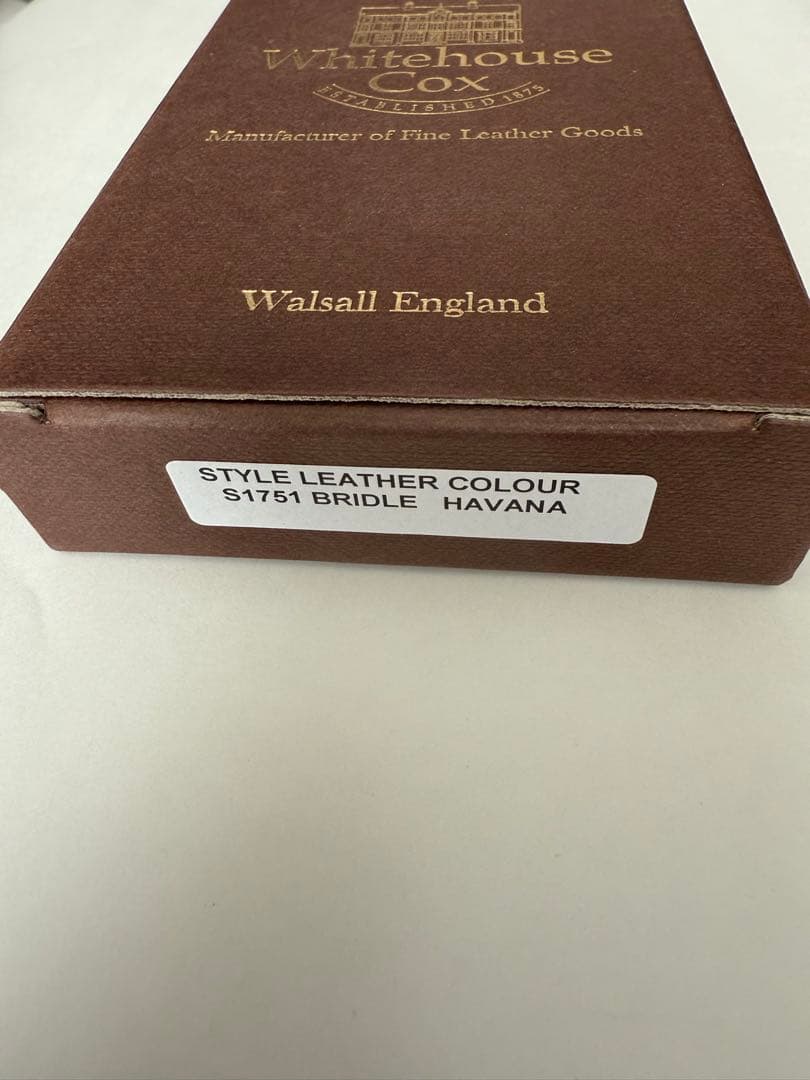 Whitehouse
Cox
ESTABLISHED 1875
Manufacturer of Fine Leather Goods
Walsall England
STYLE LEATHER COLOUR
S1751 BRIDLE HAVANA